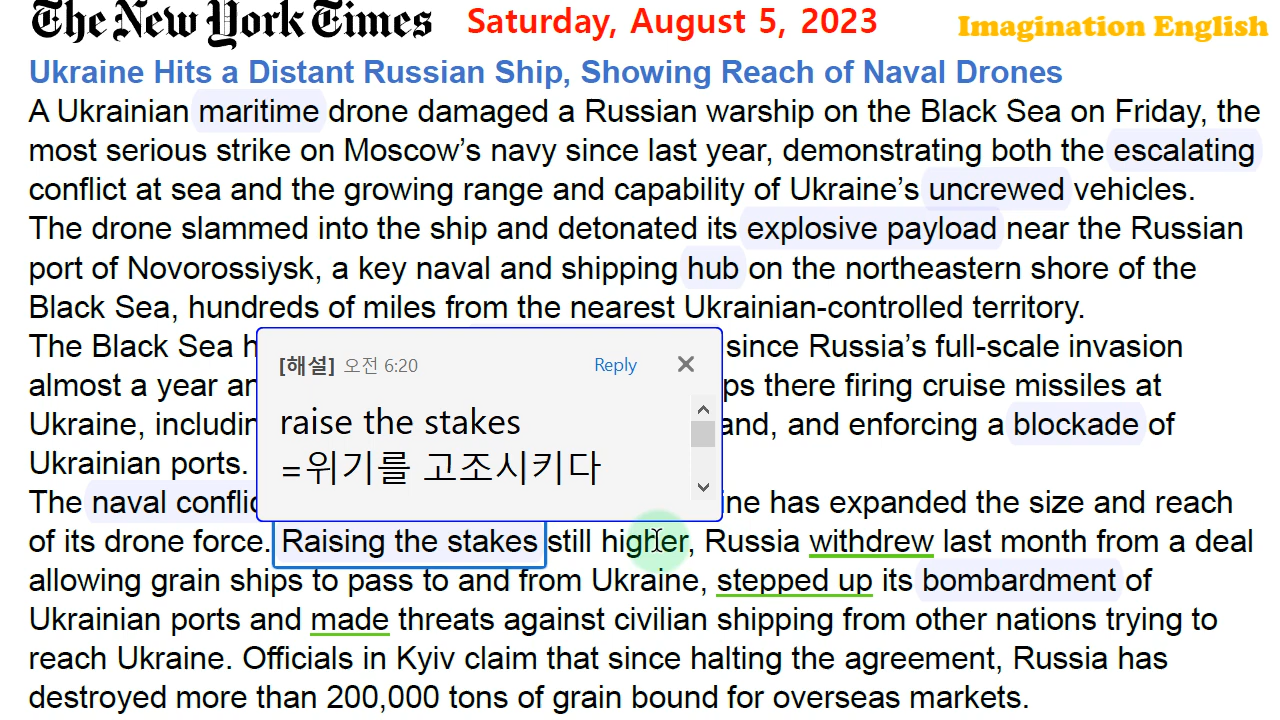 The New York Times
Saturday, August 5, 2023
Imagination English
Ukraine Hits a Distant Russian Ship, Showing Reach of Naval Drones
A Ukrainian maritime drone damaged a Russian warship on the Black Sea on Friday, the
most serious strike on Moscow's navy since last year, demonstrating both the escalating
conflict at sea and the growing range and capability of Ukraine's uncrewed vehicles.
The drone slammed into the ship and detonated its explosive payload near the Russian
port of Novorossiysk, a key naval and shipping hub on the northeastern shore of the
Black Sea, hundreds of miles from the nearest Ukrainian-controlled territory.
The Black Sea since Russia's full-scale invasion
almost a year there firing cruise missiles at
Ukraine, and enforcing a blockade of
Ukrainian ports.
The naval has expanded the size and reach
[해설] 오전 6:20 Reply
raise the stakes
=위기를 고조시키다
of its drone force. Raising the stakes still higher, Russia withdrew last month from a deal
allowing grain ships to pass to and from Ukraine, stepped up its bombardment of
Ukrainian ports and made threats against civilian shipping from other nations trying to
reach Ukraine. Officials in Kyiv claim that since halting the agreement, Russia has
destroyed more than 200,000 tons of grain bound for overseas markets.